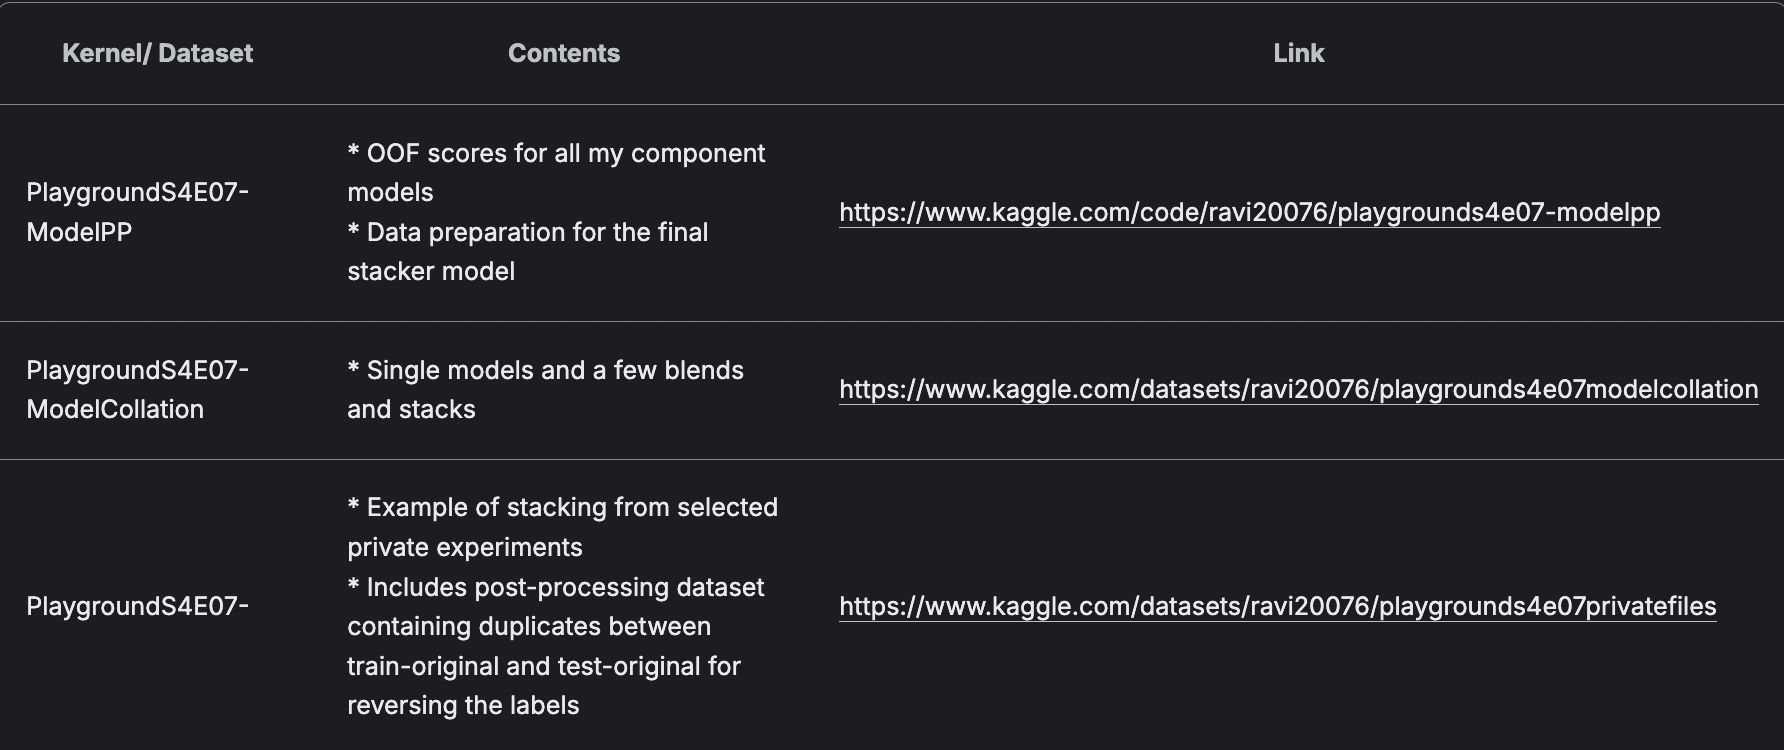 Kernel/ Dataset Contents Link
PlaygroundS4E07-
ModelPP
* OOF scores for all my component
models
* Data preparation for the final
stacker model
https://www.kaggle.com/code/ravi20076/playgrounds4e07-modelpp
PlaygroundS4E07-
ModelCollation
* Single models and a few blends
and stacks
https://www.kaggle.com/datasets/ravi20076/playgrounds4e07modelcollation
PlaygroundS4E07-
* Example of stacking from selected
private experiments
* Includes post-processing dataset
containing duplicates between
train-original and test-original for
reversing the labels
https://www.kaggle.com/datasets/ravi20076/playgrounds4e07privatefiles